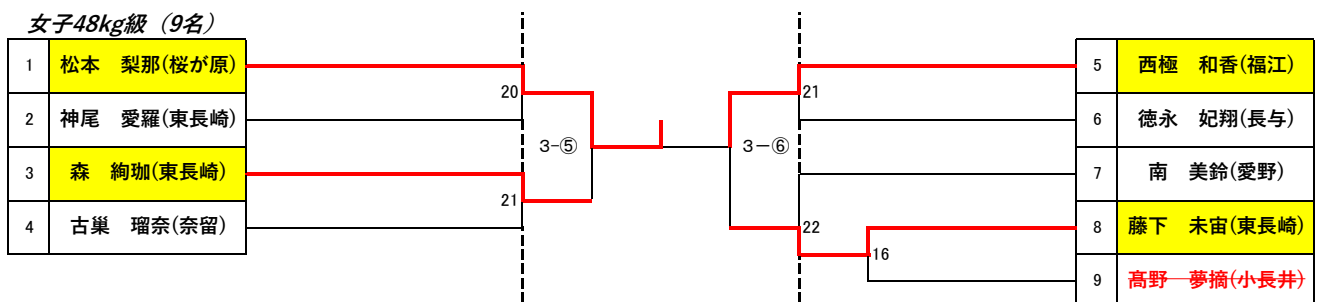 女子48kg級（9名）
1 松本　梨那(桜が原)
2 神尾　愛羅(東長崎)
3 森　絢珈(東長崎)
4 古巣　瑠奈(奈留)
20
21
3-⑤
3－⑥
21
22
16
5 西極　和香(福江)
6 徳永　妃翔(長与)
7 南　美鈴(愛野)
8 藤下　未宙(東長崎)
9 髙野　夢摘(小長井)